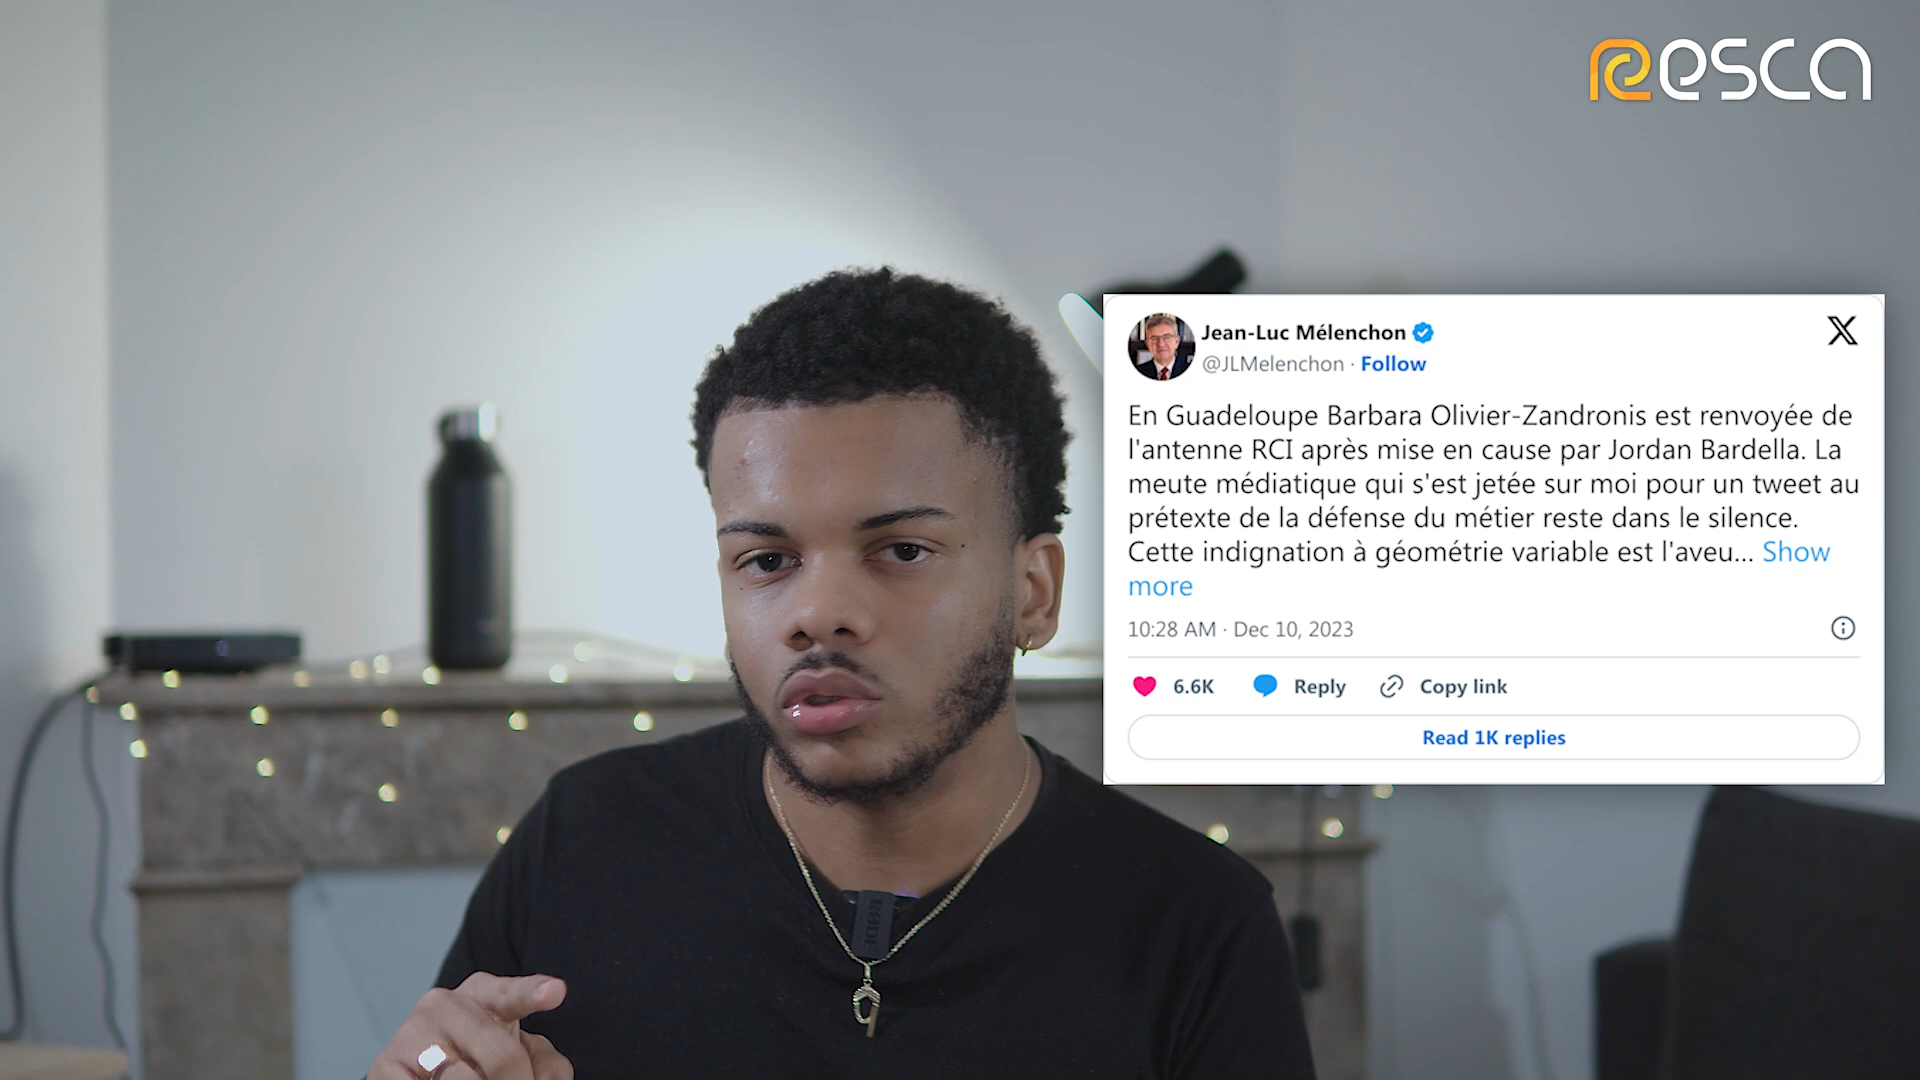 resca
Jean-Luc Mélenchon
@JLMelenchon · Follow
En Guadeloupe Barbara Olivier-Zandronis est renvoyée de
l'antenne RCI après mise en cause par Jordan Bardella. La
meute médiatique qui s'est jetée sur moi pour un tweet au
prétexte de la défense du métier reste dans le silence.
Cette indignation à géométrie variable est l'aveu... Show
more
10:28 AM · Dec 10, 2023
6.6K Reply Copy link
Read 1K replies
RØDE